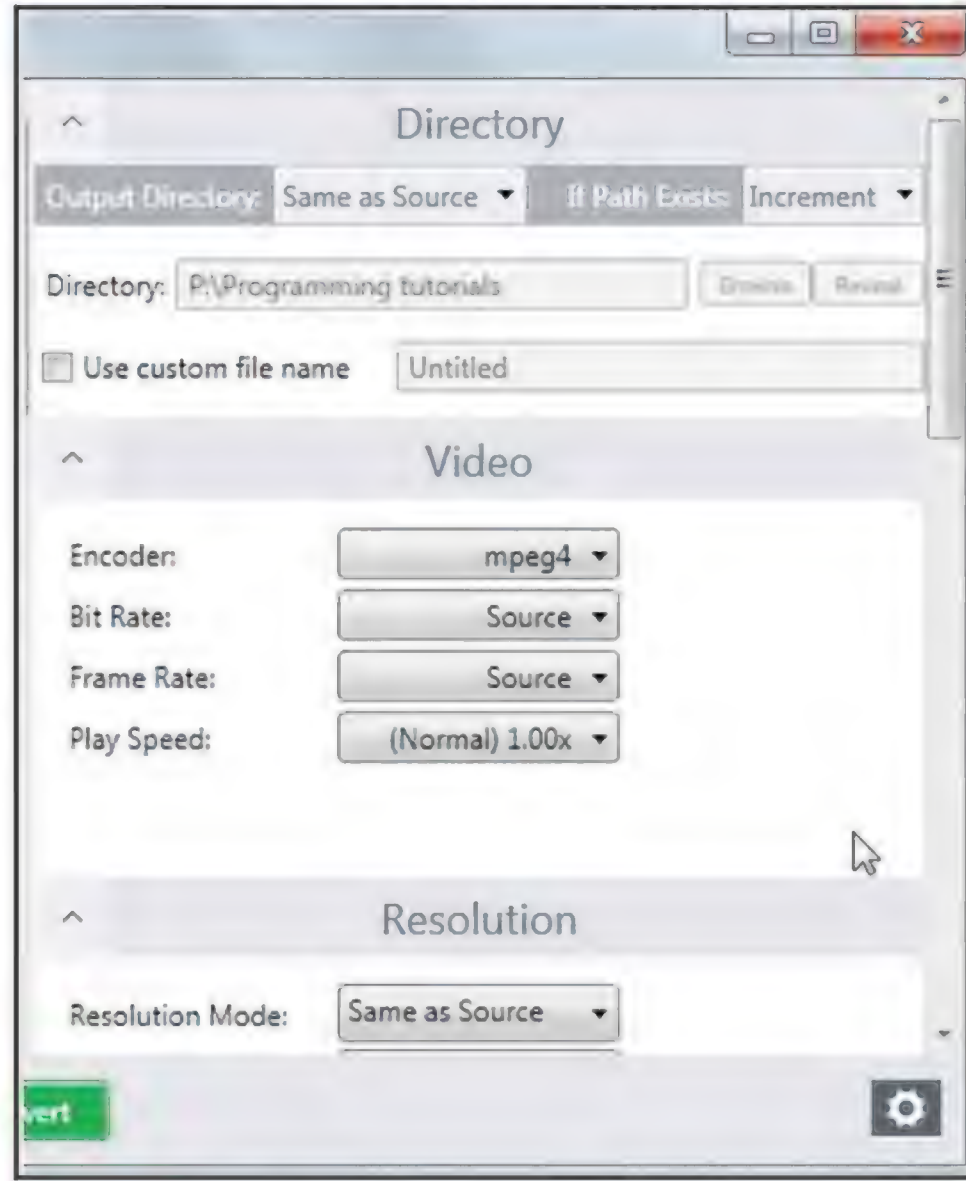 Directory
Output Directory: Same as Source If Path Exists: Increment
Directory: P:\Programming tutorials Browse Reveal
Use custom file name Untitled
Video
Encoder: mpeg4
Bit Rate: Source
Frame Rate: Source
Play Speed: (Normal) 1.00x
Resolution
Resolution Mode: Same as Source
vert